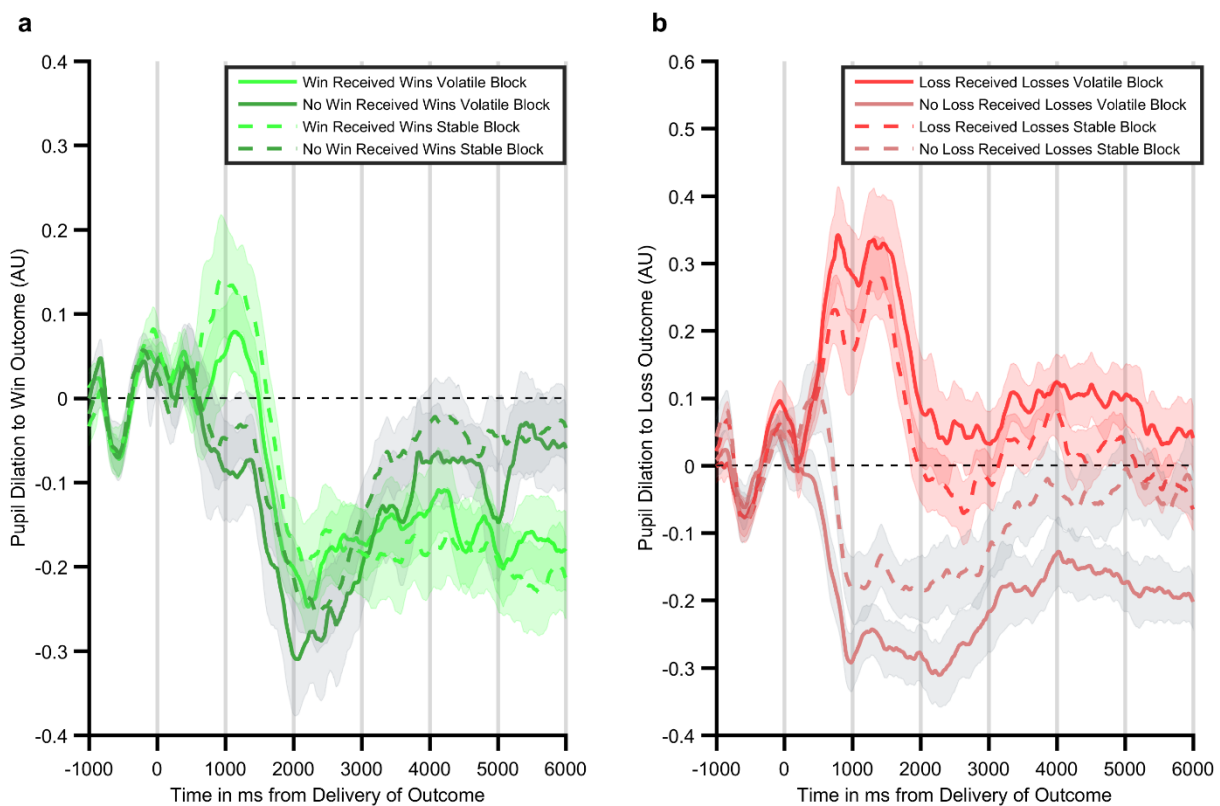 a
0.4
0.3
0.2
0.1
0
-0.1
-0.2
-0.3
-0.4
Pupil Dilation to Win Outcome (AU)
Win Received Wins Volatile Block
No Win Received Wins Volatile Block
Win Received Wins Stable Block
No Win Received Wins Stable Block
-1000 0 1000 2000 3000 4000 5000 6000
Time in ms from Delivery of Outcome
b
0.6
0.5
0.4
0.3
0.2
0.1
0
-0.1
-0.2
-0.3
-0.4
Pupil Dilation to Loss Outcome (AU)
Loss Received Losses Volatile Block
No Loss Received Losses Volatile Block
Loss Received Losses Stable Block
No Loss Received Losses Stable Block
-1000 0 1000 2000 3000 4000 5000 6000
Time in ms from Delivery of Outcome